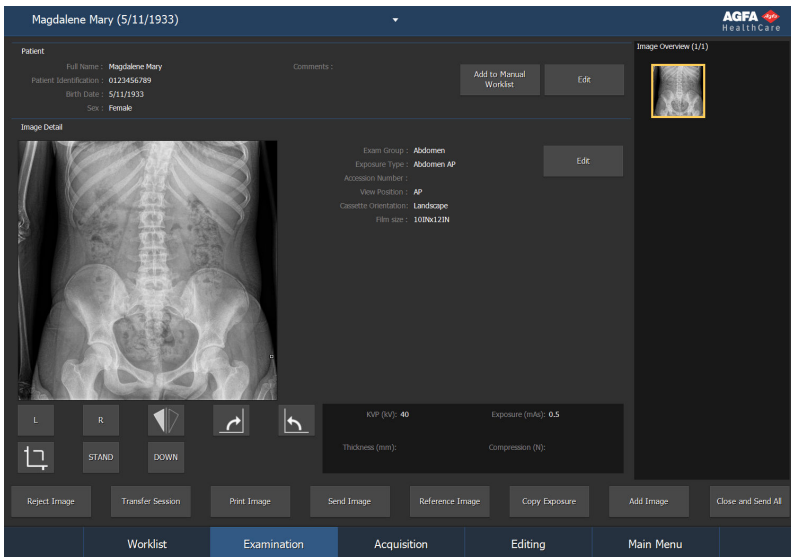 Magdalene Mary (5/11/1933)
AGFA Agfa
HealthCare
Patient
Full Name : Magdalene Mary
Patient Identification : 0123456789
Birth Date : 5/11/1933
Sex : Female
Comments :
Add to Manual
Worklist
Edit
Image Overview (1/1)
Image Detail
Exam Group : Abdomen
Exposure Type : Abdomen AP
Accession Number :
View Position : AP
Cassette Orientation: Landscape
Film size : 10INx12IN
Edit
L
R
STAND
DOWN
KVP (kV): 40
Exposure (mAs): 0.5
Thickness (mm):
Compression (N):
Reject Image
Transfer Session
Print Image
Send Image
Reference Image
Copy Exposure
Add Image
Close and Send All
Worklist
Examination
Acquisition
Editing
Main Menu